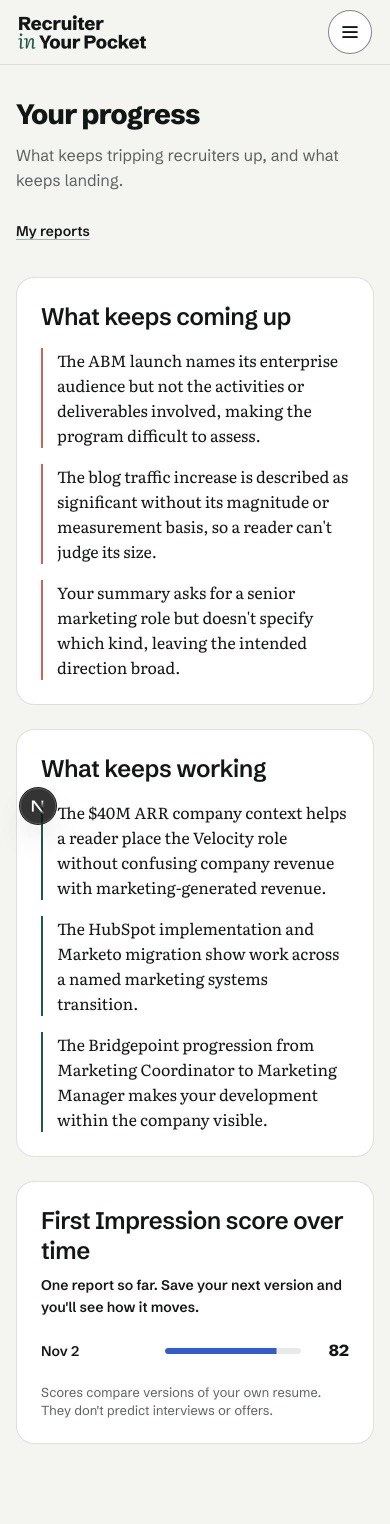 Recruiter
in Your Pocket
Your progress
What keeps tripping recruiters up, and what
keeps landing.
My reports
What keeps coming up
The ABM launch names its enterprise
audience but not the activities or
deliverables involved, making the
program difficult to assess.
The blog traffic increase is described as
significant without its magnitude or
measurement basis, so a reader can't
judge its size.
Your summary asks for a senior
marketing role but doesn't specify
which kind, leaving the intended
direction broad.
What keeps working
N
The $40M ARR company context helps
a reader place the Velocity role
without confusing company revenue
with marketing-generated revenue.
The HubSpot implementation and
Marketo migration show work across
a named marketing systems
transition.
The Bridgepoint progression from
Marketing Coordinator to Marketing
Manager makes your development
within the company visible.
First Impression score over
time
One report so far. Save your next version and
you'll see how it moves.
Nov 2 82
Scores compare versions of your own resume.
They don't predict interviews or offers.